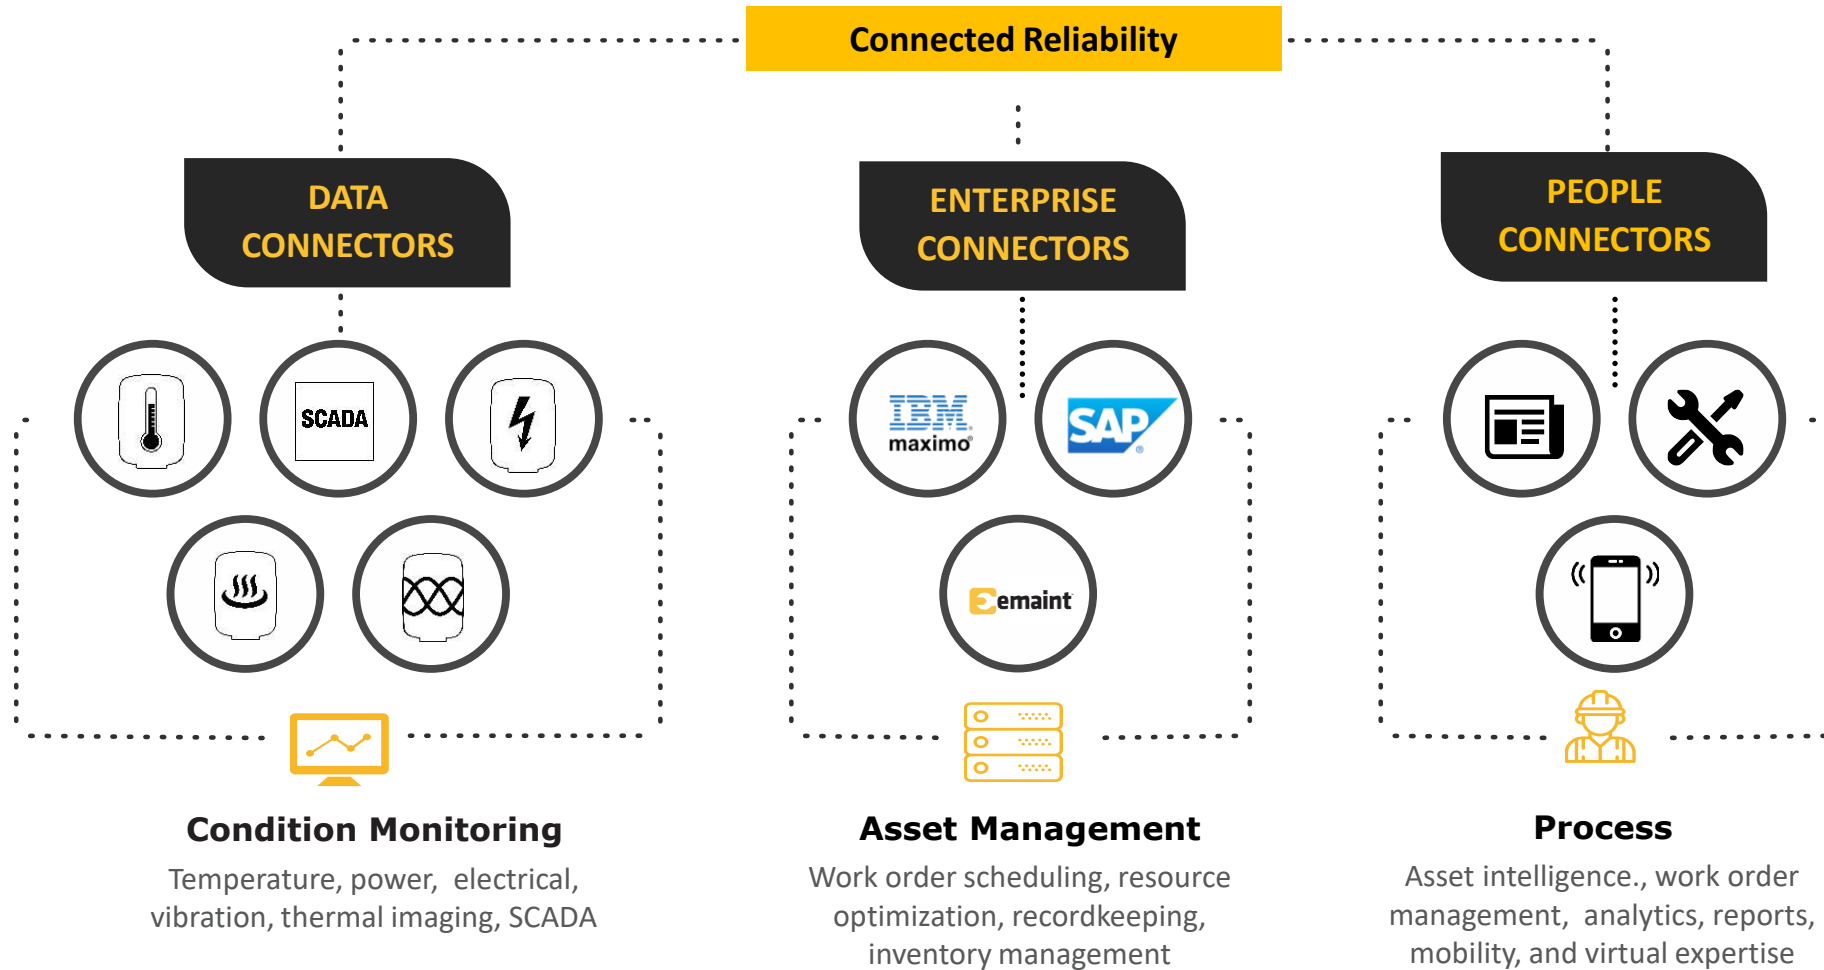 Connected Reliability
DATA
CONNECTORS
ENTERPRISE
CONNECTORS
PEOPLE
CONNECTORS
SCADA
IBM
maximo®
SAP
®
emaint
Condition Monitoring
Temperature, power, electrical,
vibration, thermal imaging, SCADA
Asset Management
Work order scheduling, resource
optimization, recordkeeping,
inventory management
Process
Asset intelligence., work order
management, analytics, reports,
mobility, and virtual expertise